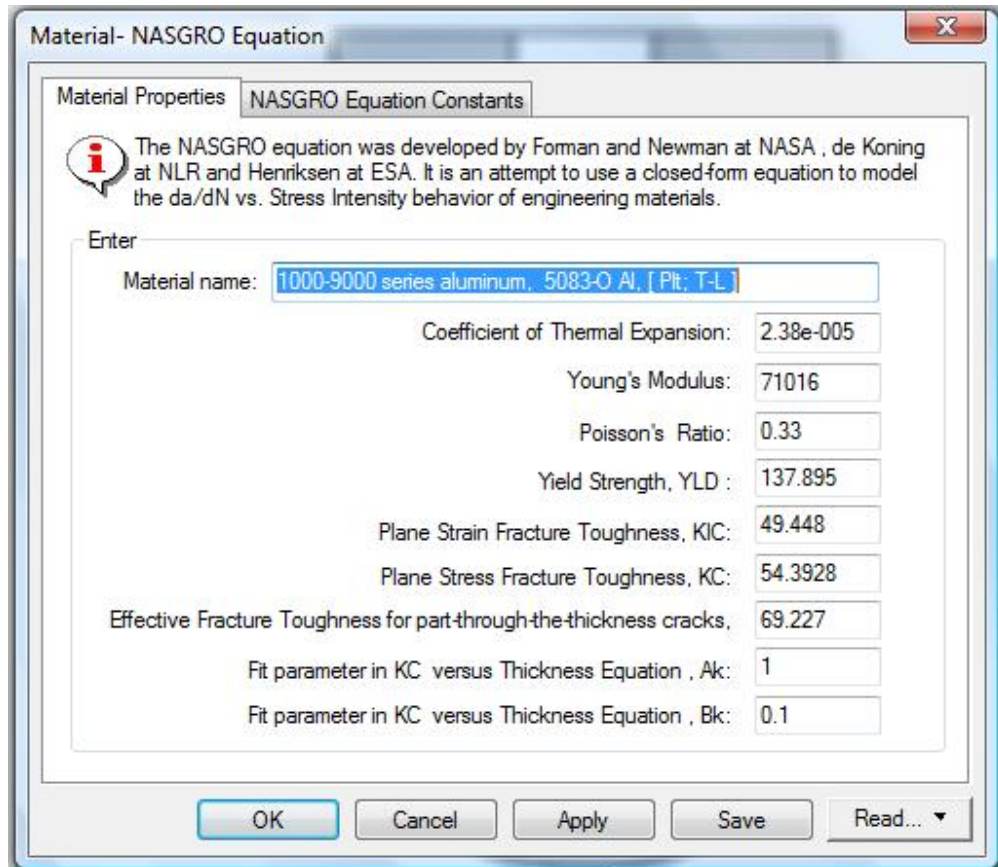 Material- NASGRO Equation
X
Material Properties
NASGRO Equation Constants
The NASGRO equation was developed by Forman and Newman at NASA , de Koning
at NLR and Henriksen at ESA. It is an attempt to use a closed-form equation to model
the da/dN vs. Stress Intensity behavior of engineering materials.
Enter
Material name: 1000-9000 series aluminum,  5083-O Al, [ Plt; T-L ]
Coefficient of Thermal Expansion: 2.38e-005
Young's Modulus: 71016
Poisson's Ratio: 0.33
Yield Strength, YLD : 137.895
Plane Strain Fracture Toughness, KIC: 49.448
Plane Stress Fracture Toughness, KC: 54.3928
Effective Fracture Toughness for part-through-the-thickness cracks, 69.227
Fit parameter in KC versus Thickness Equation , Ak: 1
Fit parameter in KC versus Thickness Equation , Bk: 0.1
OK Cancel Apply Save Read...